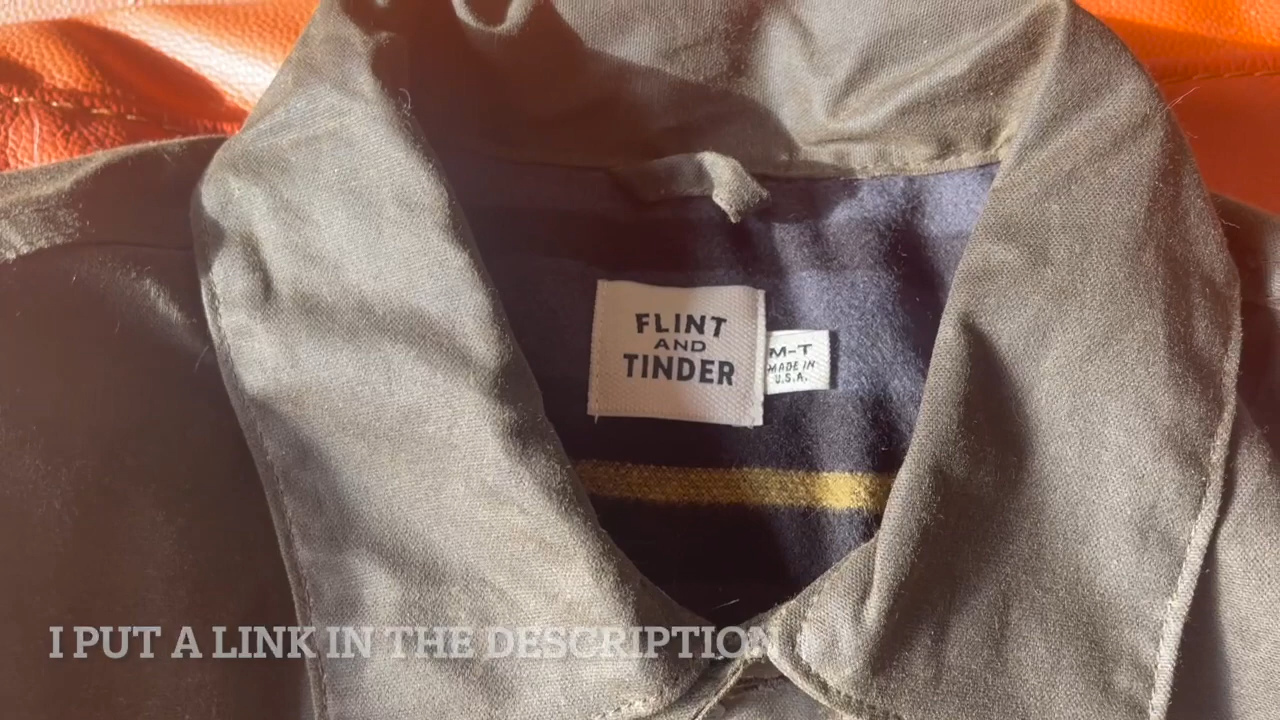 FLINT
AND
TINDER
M-T
MADE IN
U.S.A.
I PUT A LINK IN THE DESCRIPTION